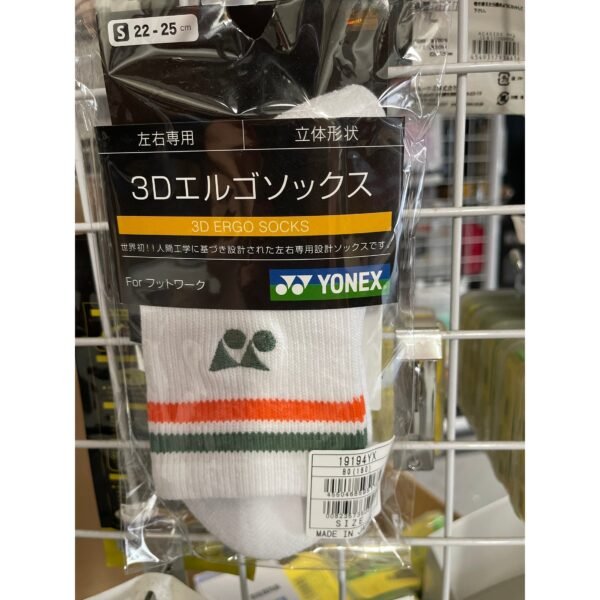 S 22-25 cm
左右専用 立体形状
3Dエルゴソックス
3D ERGO SOCKS
世界初!!人間工学に基づき設計された左右専用設計ソックスです。
For フットワーク
YONEX
19194YX
SIZE
MADE IN